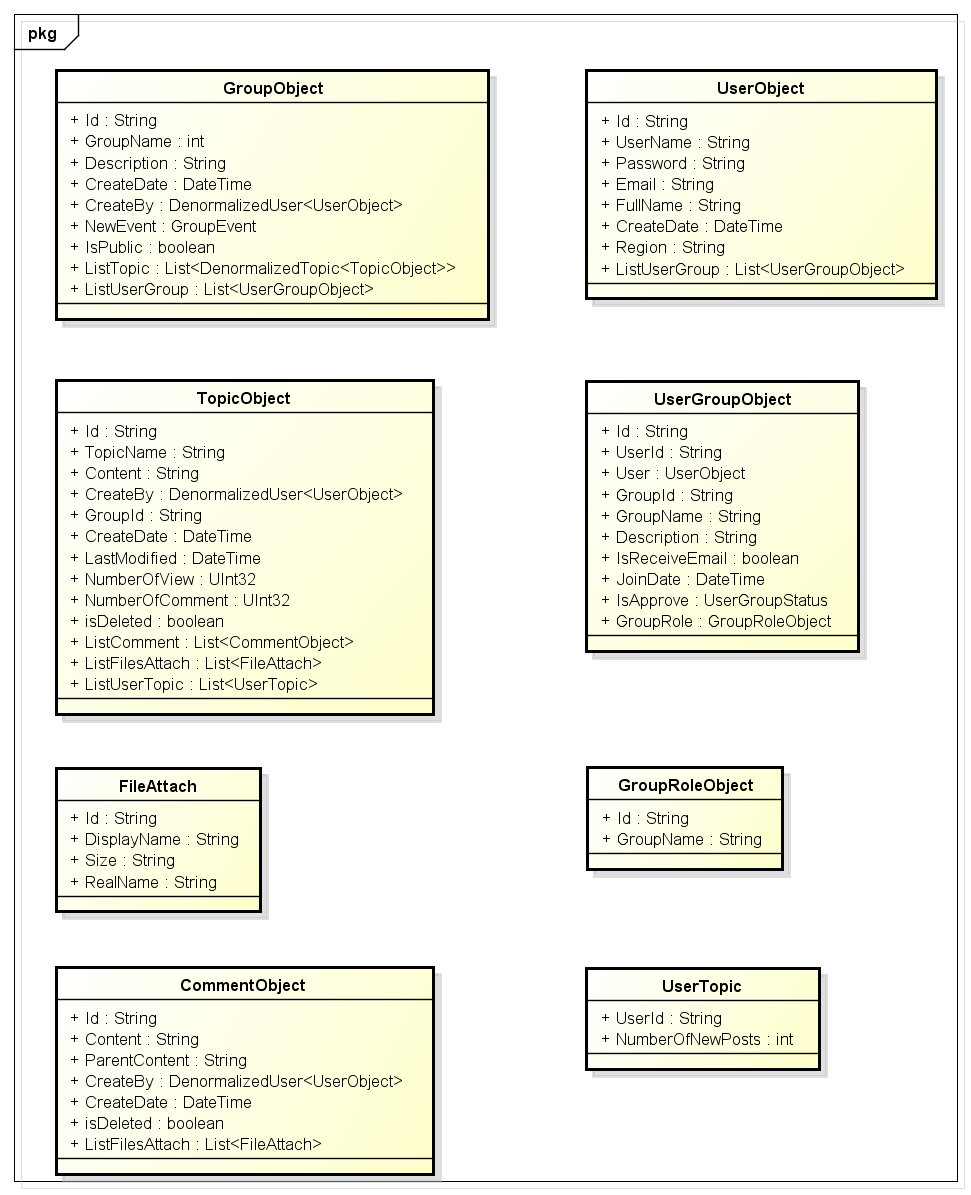 pkg
GroupObject
+ Id : String
+ GroupName : int
+ Description : String
+ CreateDate : DateTime
+ CreateBy : DenormalizedUser<UserObject>
+ NewEvent : GroupEvent
+ IsPublic : boolean
+ ListTopic : List<DenormalizedTopic<TopicObject>>
+ ListUserGroup : List<UserGroupObject>
UserObject
+ Id : String
+ UserName : String
+ Password : String
+ Email : String
+ FullName : String
+ CreateDate : DateTime
+ Region : String
+ ListUserGroup : List<UserGroupObject>
TopicObject
+ Id : String
+ TopicName : String
+ Content : String
+ CreateBy : DenormalizedUser<UserObject>
+ GroupId : String
+ CreateDate : DateTime
+ LastModified : DateTime
+ NumberOfView : UInt32
+ NumberOfComment : UInt32
+ isDeleted : boolean
+ ListComment : List<CommentObject>
+ ListFilesAttach : List<FileAttach>
+ ListUserTopic : List<UserTopic>
UserGroupObject
+ Id : String
+ UserId : String
+ User : UserObject
+ GroupId : String
+ GroupName : String
+ Description : String
+ IsReceiveEmail : boolean
+ JoinDate : DateTime
+ IsApprove : UserGroupStatus
+ GroupRole : GroupRoleObject
FileAttach
+ Id : String
+ DisplayName : String
+ Size : String
+ RealName : String
GroupRoleObject
+ Id : String
+ GroupName : String
CommentObject
+ Id : String
+ Content : String
+ ParentContent : String
+ CreateBy : DenormalizedUser<UserObject>
+ CreateDate : DateTime
+ isDeleted : boolean
+ ListFilesAttach : List<FileAttach>
UserTopic
+ UserId : String
+ NumberOfNewPosts : int